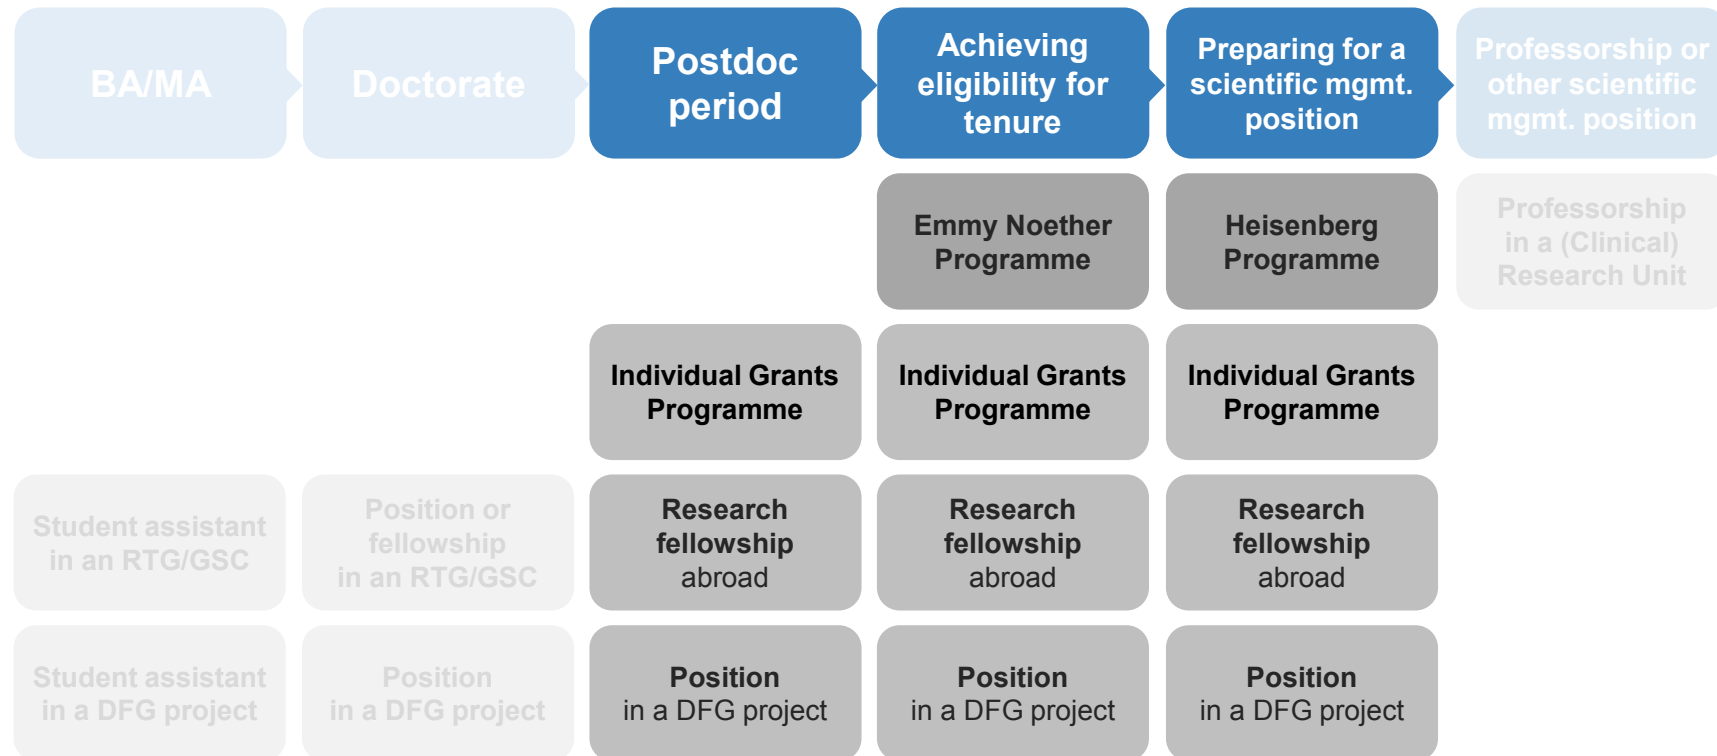 BA/MA
Doctorate
Postdoc
period
Achieving
eligibility for
tenure
Preparing for a
scientific mgmt.
position
Professorship or
other scientific
mgmt. position
Emmy Noether
Programme
Heisenberg
Programme
Professorship
in a (Clinical)
Research Unit
Individual Grants
Programme
Individual Grants
Programme
Individual Grants
Programme
Student assistant
in an RTG/GSC
Position or
fellowship
in an RTG/GSC
Research
fellowship
abroad
Research
fellowship
abroad
Research
fellowship
abroad
Student assistant
in a DFG project
Position
in a DFG project
Position
in a DFG project
Position
in a DFG project
Position
in a DFG project